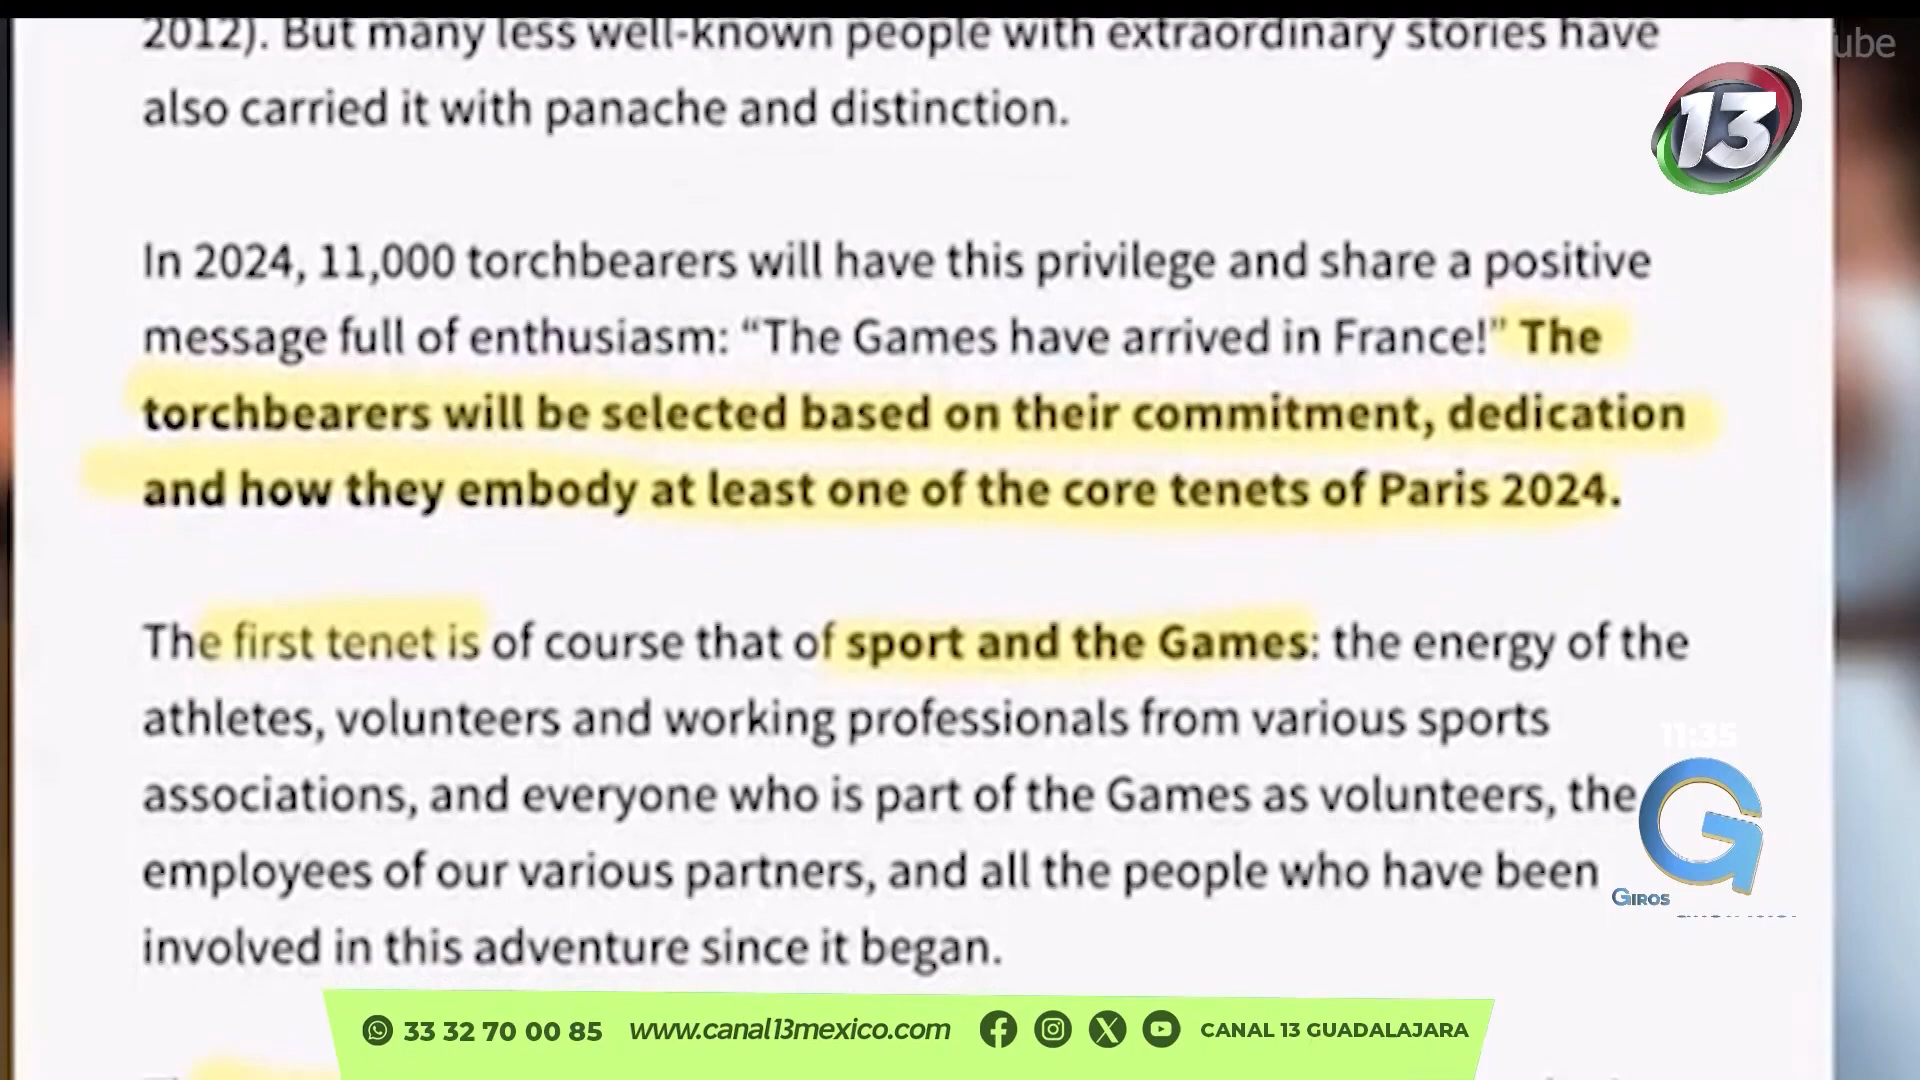 2012). But many less well-known people with extraordinary stories have
also carried it with panache and distinction.
ube
13
In 2024, 11,000 torchbearers will have this privilege and share a positive
message full of enthusiasm: “The Games have arrived in France!” The
torchbearers will be selected based on their commitment, dedication
and how they embody at least one of the core tenets of Paris 2024.
The first tenet is of course that of sport and the Games: the energy of the
athletes, volunteers and working professionals from various sports
associations, and everyone who is part of the Games as volunteers, the
employees of our various partners, and all the people who have been
involved in this adventure since it began.
11:35
G
GIROS
33 32 70 00 85 www.canal13mexico.com CANAL 13 GUADALAJARA